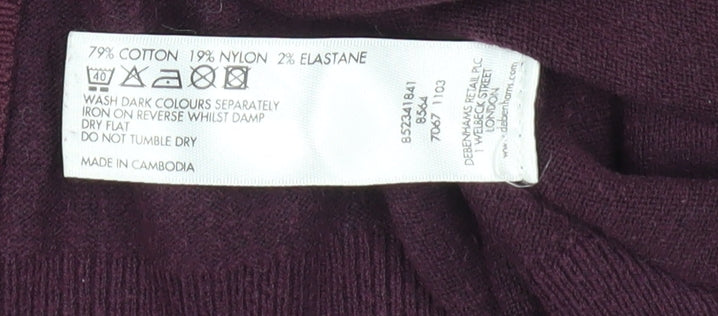 79% COTTON 19% NYLON 2% ELASTANE
40
WASH DARK COLOURS SEPARATELY
IRON ON REVERSE WHILST DAMP
DRY FLAT
DO NOT TUMBLE DRY
MADE IN CAMBODIA
852341841
8564
7067 1103
DEBENHAMS RETAIL PLC
1 WELBECK STREET
LONDON
www.debenhams.com